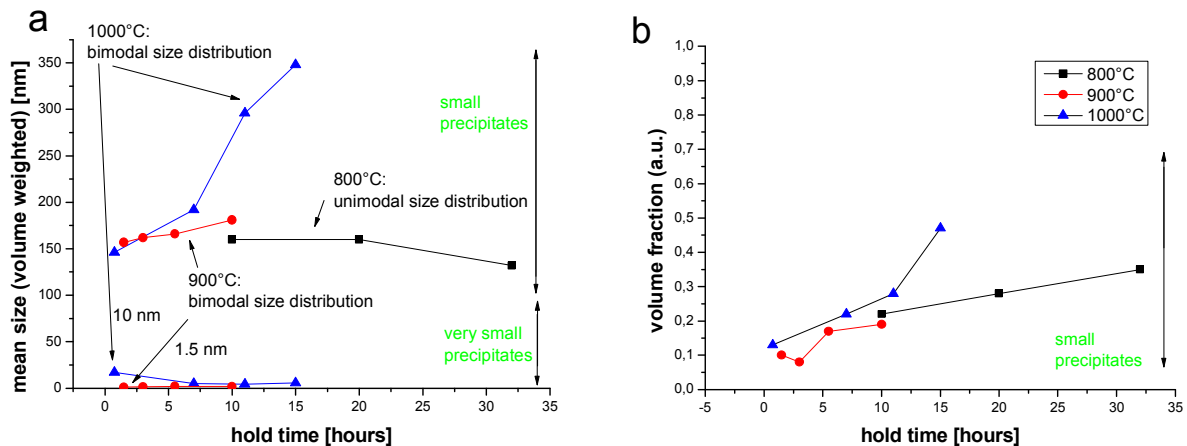 a
1000°C:
bimodal size distribution
350
300
250
200
150
100
50
0
mean size (volume weighted) [nm]
small
precipitates
800°C:
unimodal size distribution
900°C:
bimodal size distribution
10 nm
1.5 nm
very small
precipitates
0
5
10
15
20
25
30
35
hold time [hours]
b
1,0
0,9
0,8
0,7
0,6
0,5
0,4
0,3
0,2
0,1
0,0
volume fraction (a.u.)
800°C
900°C
1000°C
small
precipitates
-5
0
5
10
15
20
25
30
35
hold time [hours]